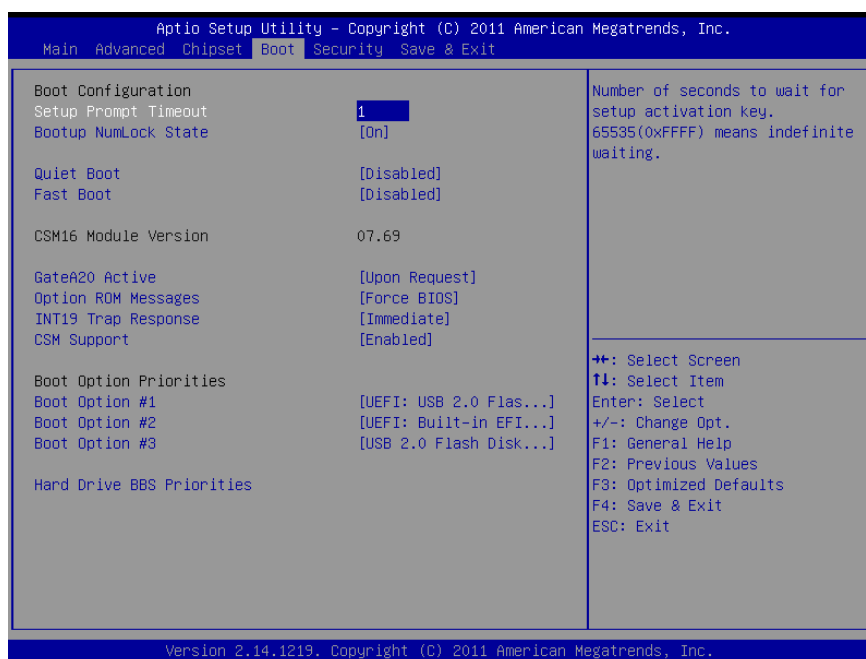 Aptio Setup Utility – Copyright (C) 2011 American Megatrends, Inc.
Main Advanced Chipset Boot Security Save & Exit
Boot Configuration
Setup Prompt Timeout 1
Bootup NumLock State [On]
Quiet Boot [Disabled]
Fast Boot [Disabled]
CSM16 Module Version 07.69
GateA20 Active [Upon Request]
Option ROM Messages [Force BIOS]
INT19 Trap Response [Immediate]
CSM Support [Enabled]
Boot Option Priorities
Boot Option #1 [UEFI: USB 2.0 Flas...]
Boot Option #2 [UEFI: Built-in EFI...]
Boot Option #3 [USB 2.0 Flash Disk...]
Hard Drive BBS Priorities
Number of seconds to wait for
setup activation key.
65535(0xFFFF) means indefinite
waiting.
→←: Select Screen
↑↓: Select Item
Enter: Select
+/-: Change Opt.
F1: General Help
F2: Previous Values
F3: Optimized Defaults
F4: Save & Exit
ESC: Exit
Version 2.14.1219. Copyright (C) 2011 American Megatrends, Inc.